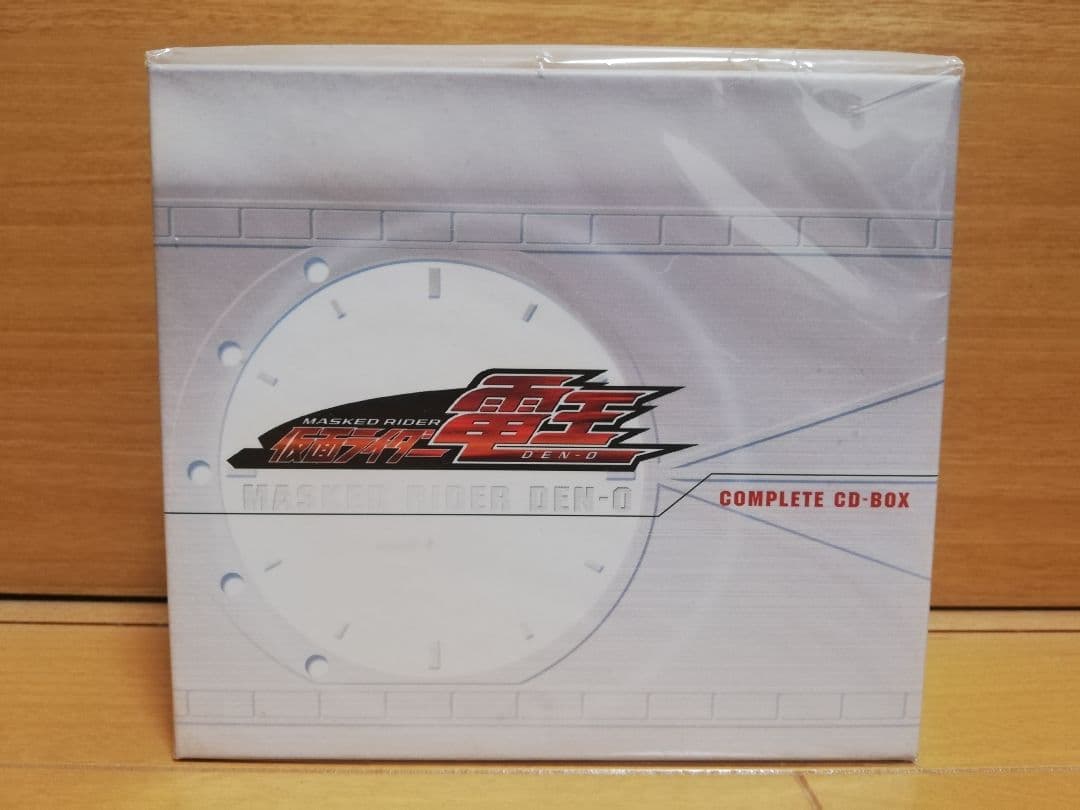 MASKED RIDER
仮面ライダー電王
DEN-O
MASKED RIDER DEN-O
COMPLETE CD-BOX